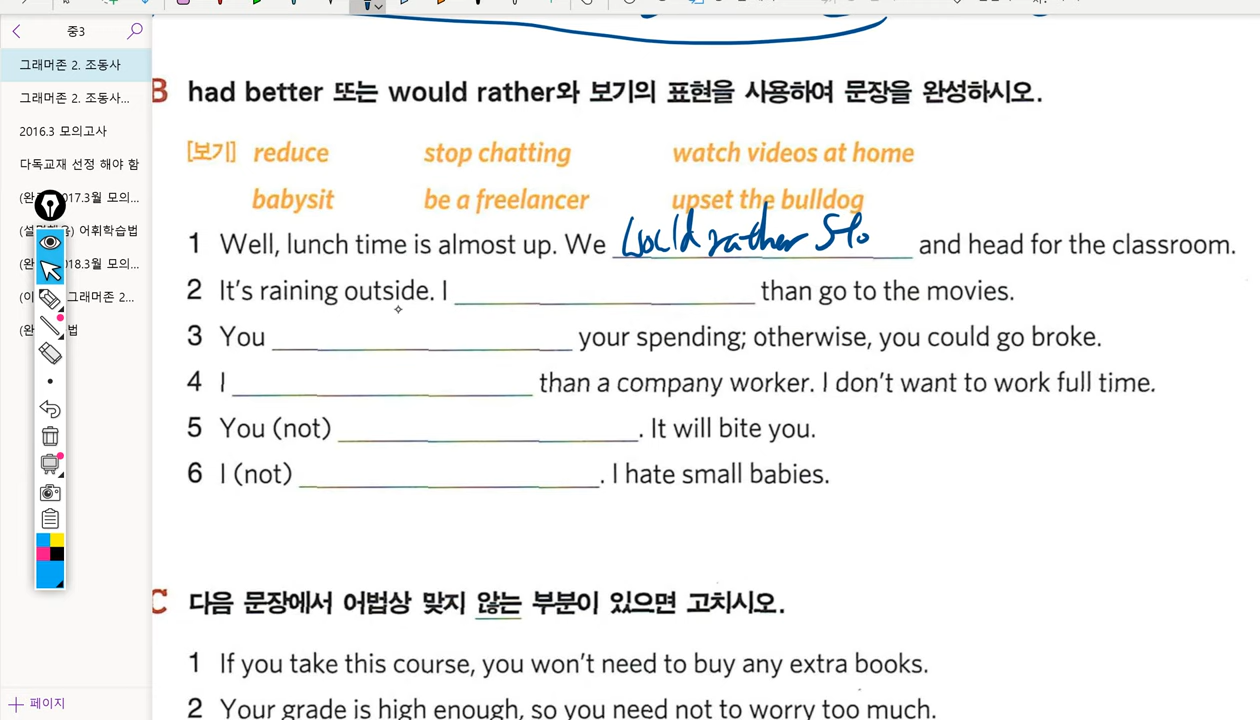 중3
그래머존 2. 조동사
그래머존 2. 조동사...
2016.3 모의고사
다독교재 선정 해야 함
017.3월 모의...
어휘학습법
018.3월 모의...
그래머존 2...
법
페이지
B had better 또는 would rather와 보기의 표현을 사용하여 문장을 완성하시오.
[보기] reduce stop chatting watch videos at home
babysit be a freelancer upset the bulldog
1 Well, lunch time is almost up. We would rather sto and head for the classroom.
2 It's raining outside. I ______ than go to the movies.
3 You ______ your spending; otherwise, you could go broke.
4 I ______ than a company worker. I don't want to work full time.
5 You (not) ______. It will bite you.
6 I (not) ______. I hate small babies.
C 다음 문장에서 어법상 맞지 않는 부분이 있으면 고치시오.
1 If you take this course, you won't need to buy any extra books.
2 Your grade is high enough, so you need not to worry too much.